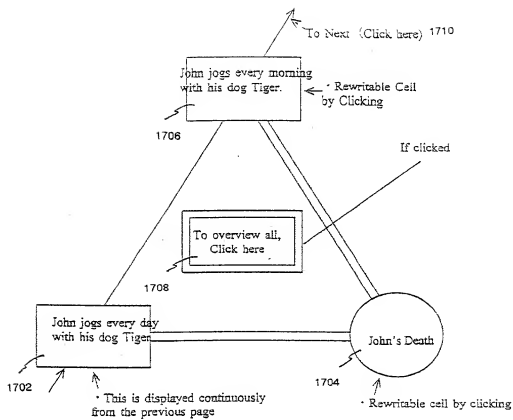 To Next (Click here) 1710
John jogs every morning
with his dog Tiger.
· Rewritable Ceil
by Clicking
1706
If clicked
To overview all,
Click here
1708
John jogs every day
with his dog Tiger
John's Death
1702
1704
· This is displayed continuously
from the previous page
· Rewritable ceil by clicking